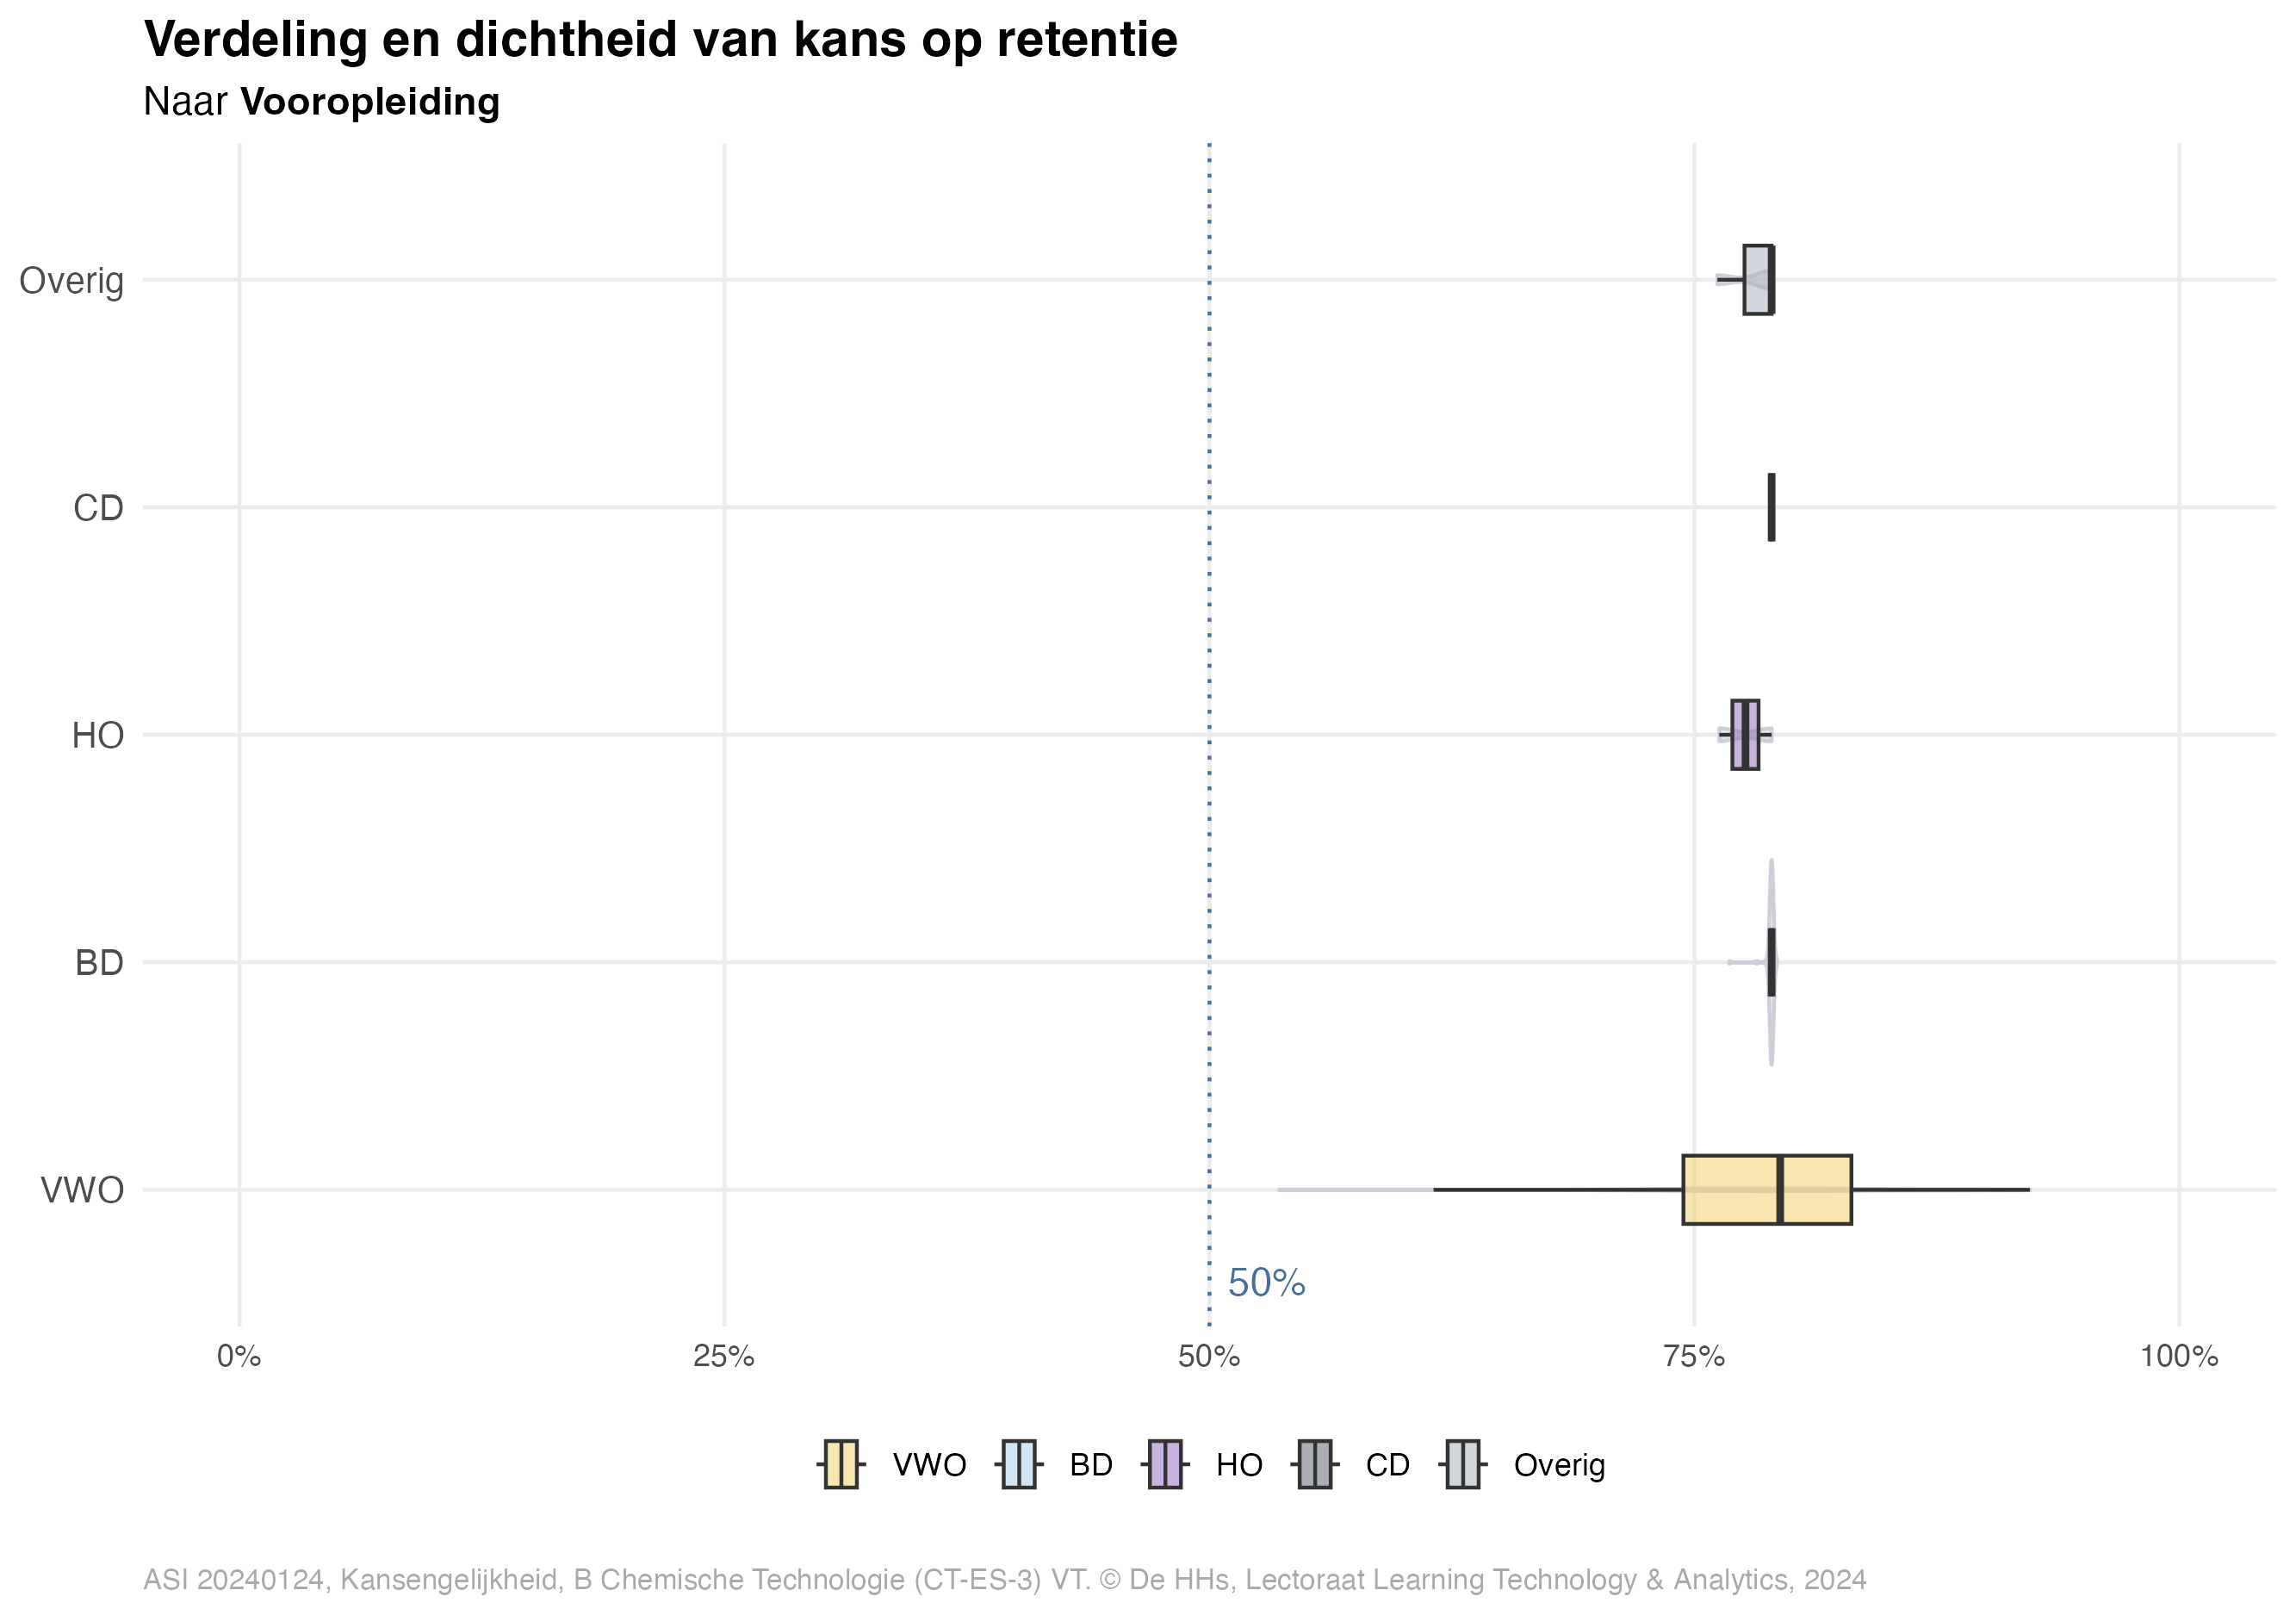 Verdeling en dichtheid van kans op retentie
Naar Vooropleiding
Overig
CD
HO
BD
VWO
50%
0% 25% 50% 75% 100%
VWO BD HO CD Overig
ASI 20240124, Kansengelijkheid, B Chemische Technologie (CT-ES-3) VT. © De HHs, Lectoraat Learning Technology & Analytics, 2024